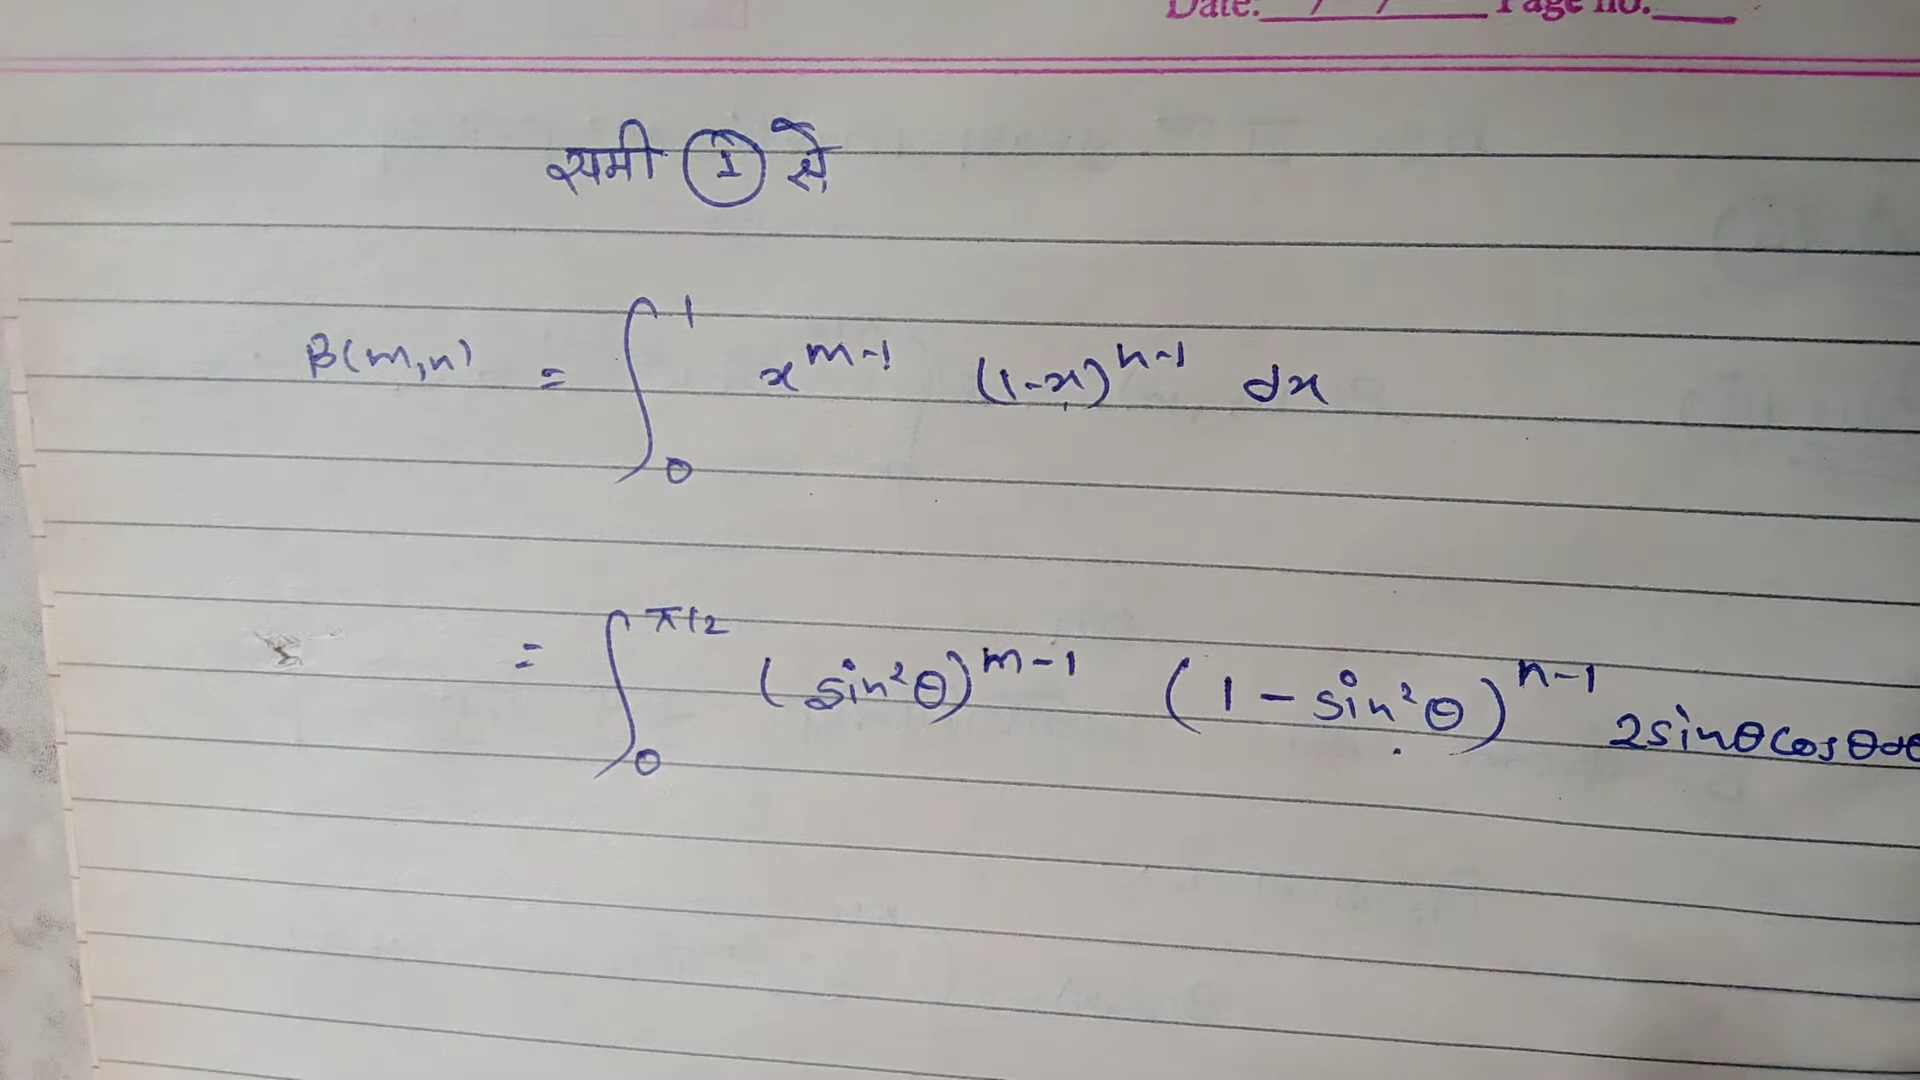 Date: / / Page no.
समी ① से
B(m,n) = ∫₀¹ x^{m-1} (1-x)^{n-1} dx
= ∫₀^{π/2} (sin²θ)^{m-1} (1-sin²θ)^{n-1} 2sinθcosθdθ